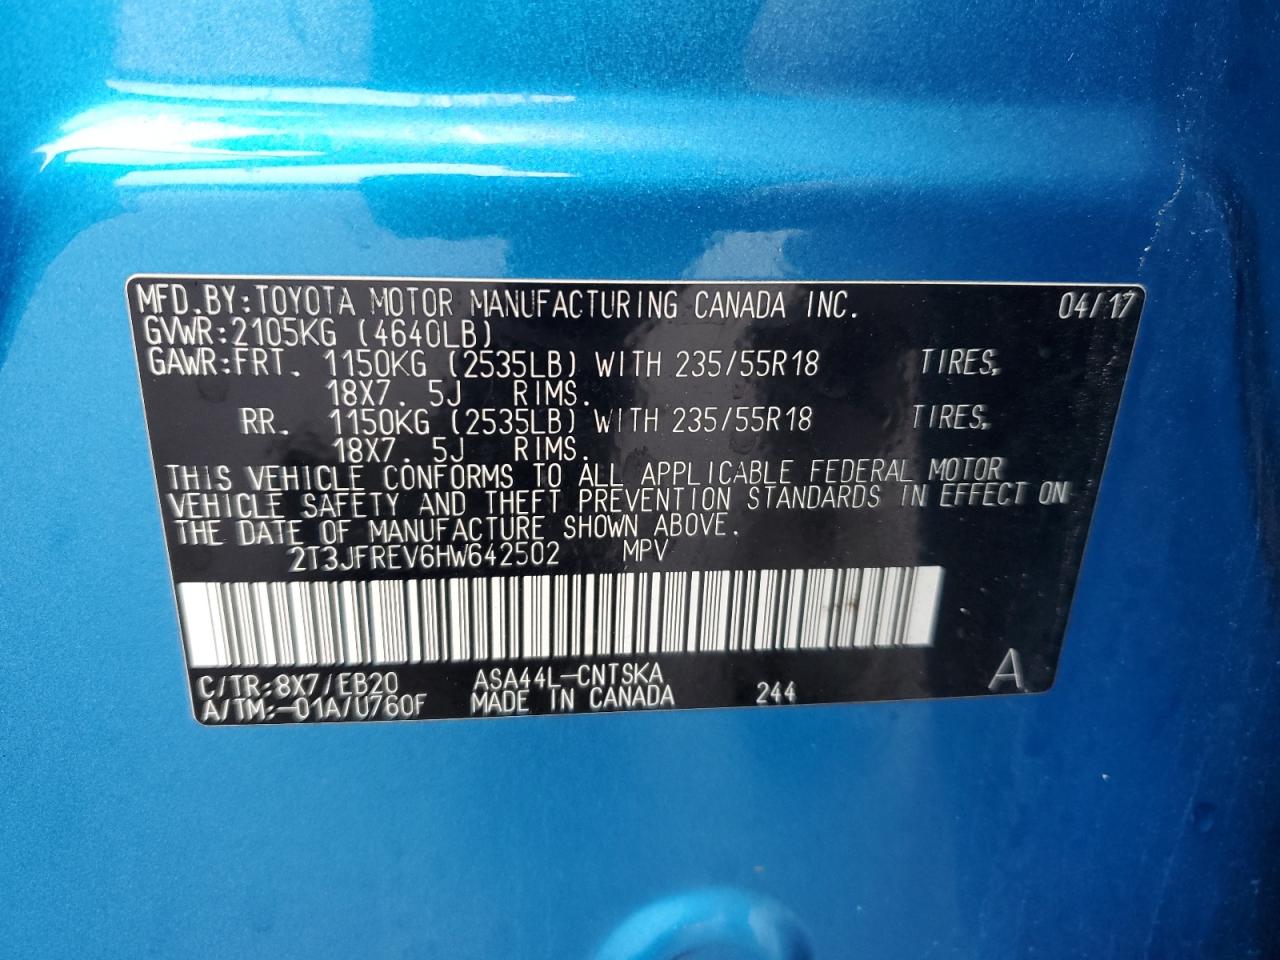 MFD.BY:TOYOTA MOTOR MANUFACTURING CANADA INC. 04/17
GVWR:2105KG (4640LB)
GAWR:FRT. 1150KG (2535LB) WITH 235/55R18 TIRES,
18X7. 5J RIMS.
RR. 1150KG (2535LB) WITH 235/55R18 TIRES,
18X7. 5J RIMS.
THIS VEHICLE CONFORMS TO ALL APPLICABLE FEDERAL MOTOR
VEHICLE SAFETY AND THEFT PREVENTION STANDARDS IN EFFECT ON
THE DATE OF MANUFACTURE SHOWN ABOVE.
2T3JFREV6HW642502 MPV
C/TR:8X7/EB20 ASA44L-CNTSKA A
A/TM:-01A/U760F MADE IN CANADA 244